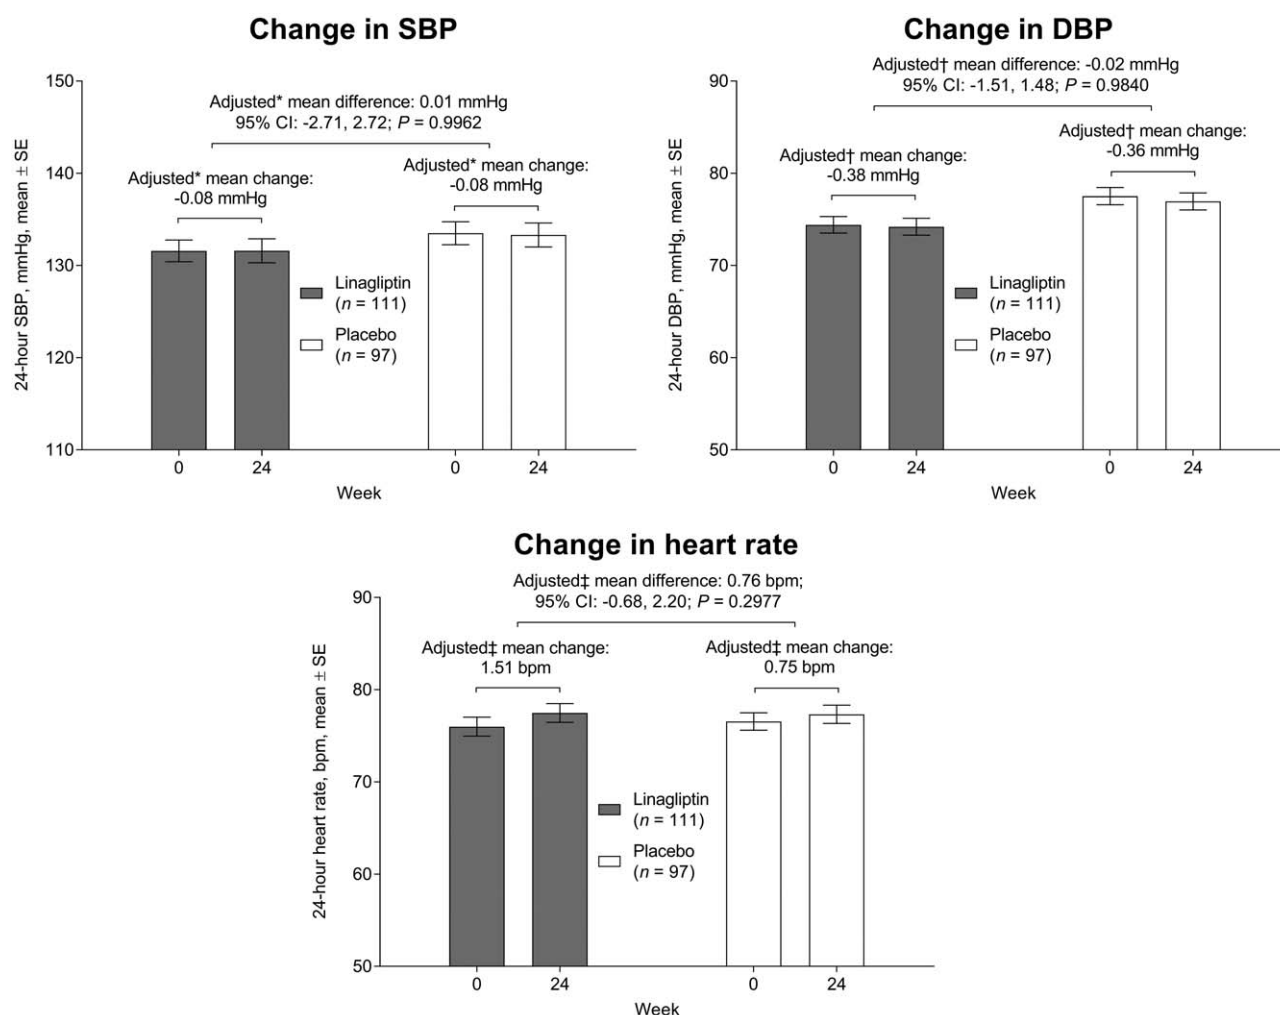 Change in SBP
Adjusted* mean difference: 0.01 mmHg
95% CI: -2.71, 2.72; P = 0.9962
Adjusted* mean change:
-0.08 mmHg
Adjusted* mean change:
-0.08 mmHg
24-hour SBP, mmHg, mean ± SE
150
140
130
120
110
Linagliptin
(n = 111)
Placebo
(n = 97)
0
24
0
24
Week
Change in DBP
Adjusted† mean difference: -0.02 mmHg
95% CI: -1.51, 1.48; P = 0.9840
Adjusted† mean change:
-0.38 mmHg
Adjusted† mean change:
-0.36 mmHg
24-hour DBP, mmHg, mean ± SE
90
80
70
60
50
Linagliptin
(n = 111)
Placebo
(n = 97)
0
24
0
24
Week
Change in heart rate
Adjusted‡ mean difference: 0.76 bpm;
95% CI: -0.68, 2.20; P = 0.2977
Adjusted‡ mean change:
1.51 bpm
Adjusted‡ mean change:
0.75 bpm
24-hour heart rate, bpm, mean ± SE
90
80
70
60
50
Linagliptin
(n = 111)
Placebo
(n = 97)
0
24
0
24
Week